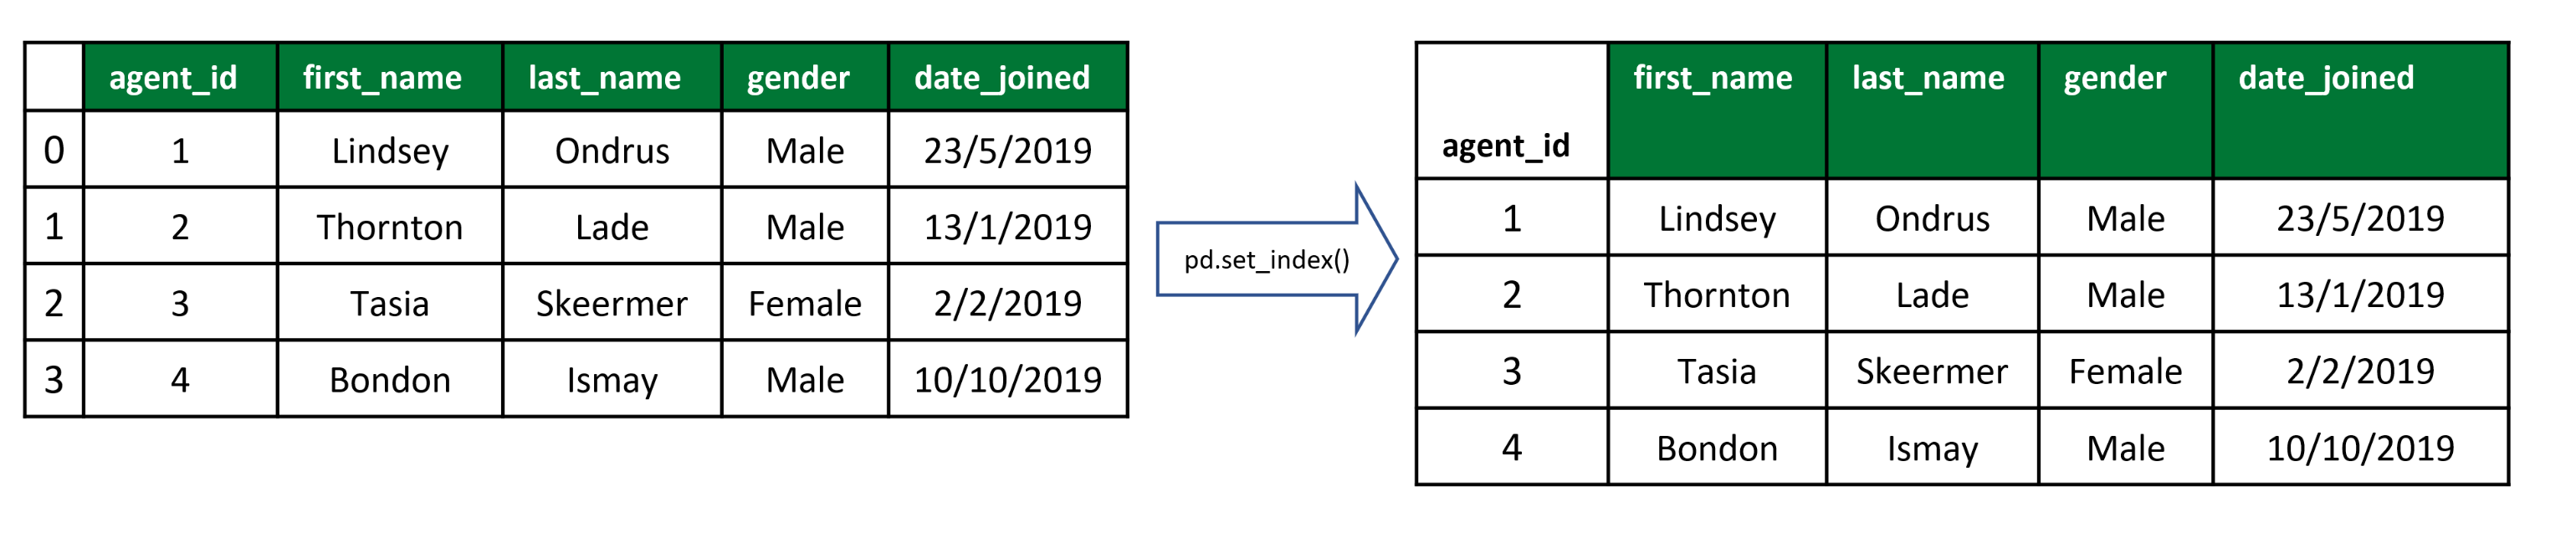 agent_id first_name last_name gender date_joined
0 1 Lindsey Ondrus Male 23/5/2019
1 2 Thornton Lade Male 13/1/2019
2 3 Tasia Skeermer Female 2/2/2019
3 4 Bondon Ismay Male 10/10/2019
pd.set_index()
first_name last_name gender date_joined
agent_id
1 Lindsey Ondrus Male 23/5/2019
2 Thornton Lade Male 13/1/2019
3 Tasia Skeermer Female 2/2/2019
4 Bondon Ismay Male 10/10/2019